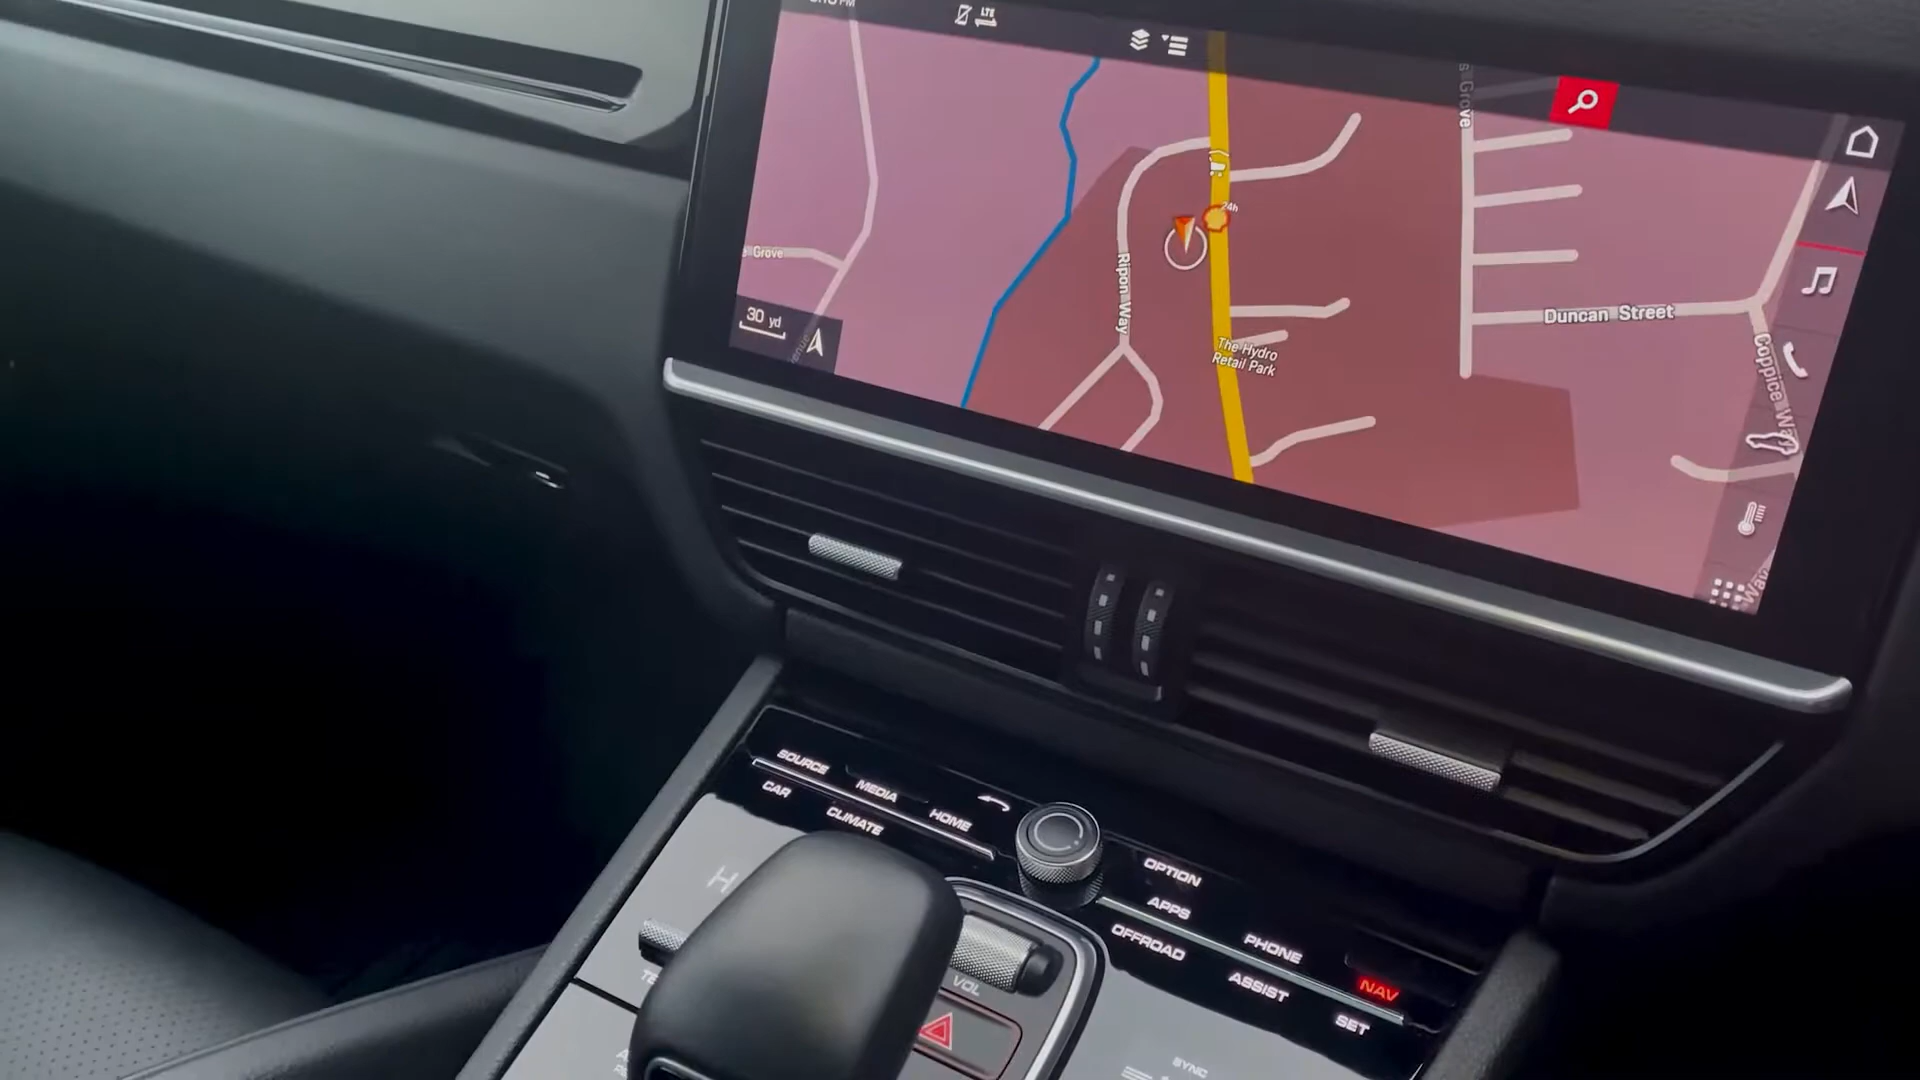 LTE
s Grove
24h
e Grove
Ripon Way
30 yd
Duncan Street
The Hydro
Retail Park
Coppice Way
SOURCE
MEDIA
HOME
CAR
CLIMATE
OPTION
APPS
PHONE
NAV
OFFROAD
ASSIST
SET
VOL
SYNC